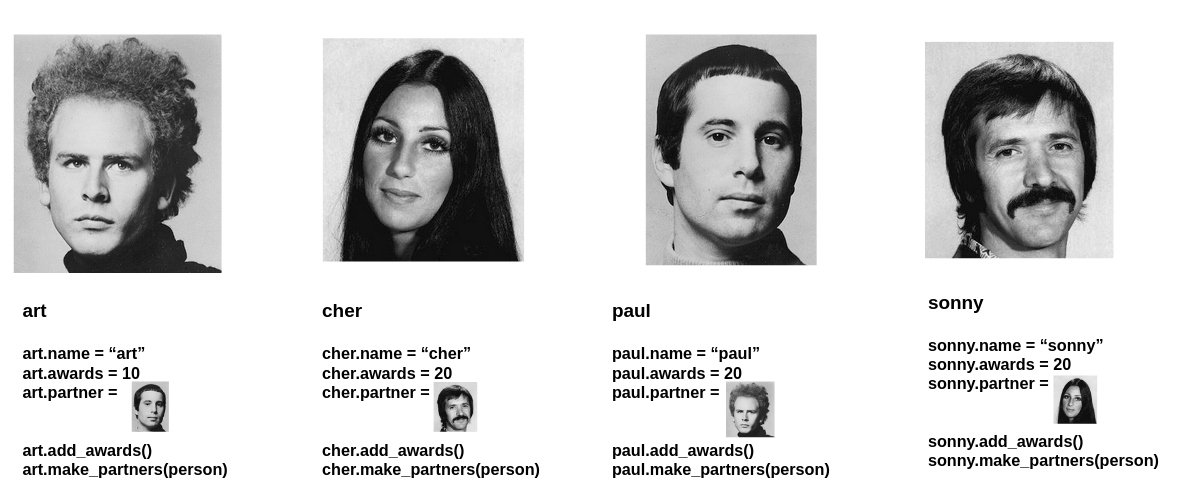 art
art.name = “art”
art.awards = 10
art.partner =
art.add_awards()
art.make_partners(person)
cher
cher.name = “cher”
cher.awards = 20
cher.partner =
cher.add_awards()
cher.make_partners(person)
paul
paul.name = “paul”
paul.awards = 20
paul.partner =
paul.add_awards()
paul.make_partners(person)
sonny
sonny.name = “sonny”
sonny.awards = 20
sonny.partner =
sonny.add_awards()
sonny.make_partners(person)